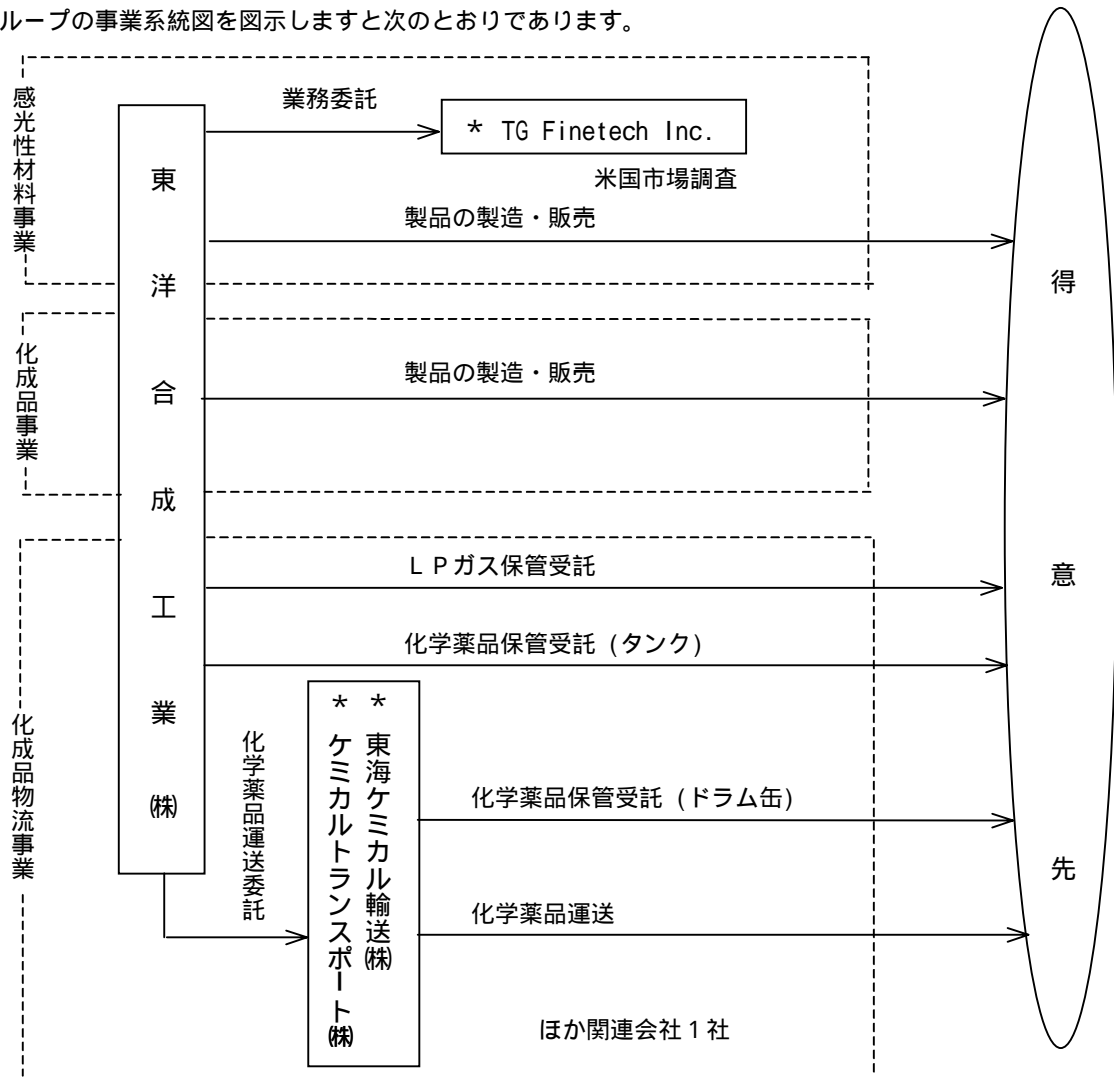 ループの事業系統図を図示しますと次のとおりであります。
感光性材料事業
業務委託
* TG Finetech Inc.
米国市場調査
製品の製造・販売
化成品事業
製品の製造・販売
東洋合成工業㈱
得意先
化成品物流事業
LPガス保管受託
化学薬品保管受託 (タンク)
化学薬品運送委託
* 東海ケミカル輸送㈱
* ケミカルトランスポート㈱
化学薬品保管受託 (ドラム缶)
化学薬品運送
ほか関連会社1社